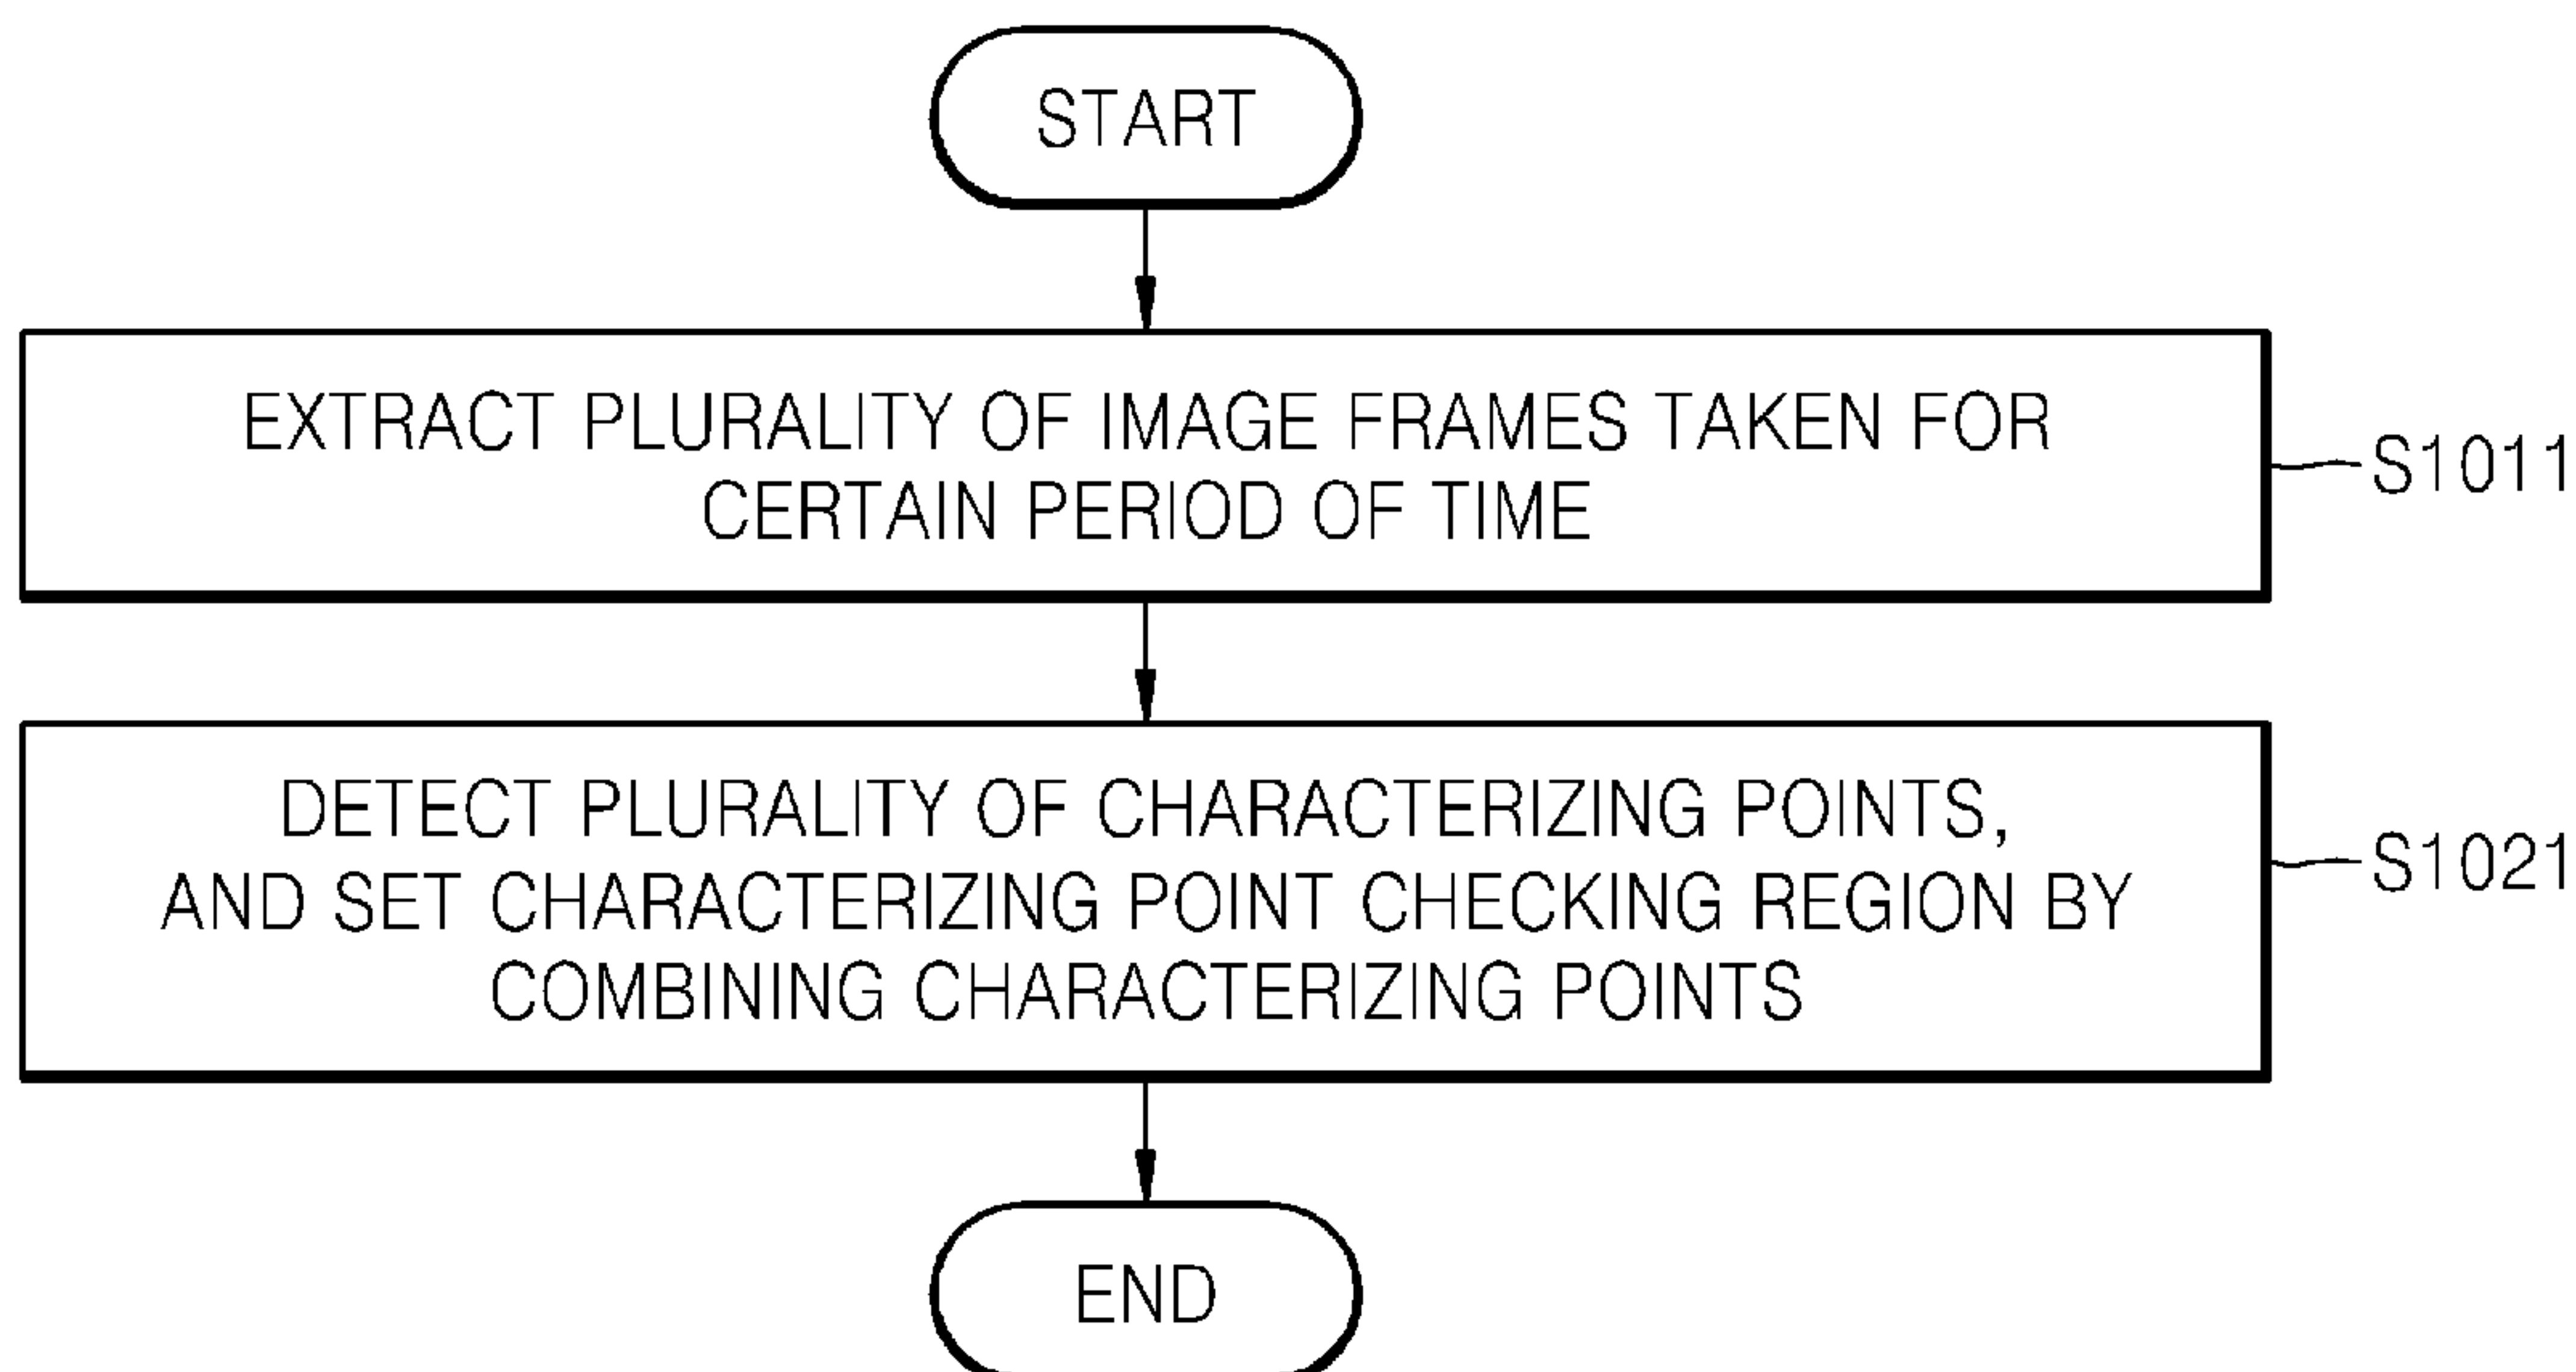 START
EXTRACT PLURALITY OF IMAGE FRAMES TAKEN FOR
CERTAIN PERIOD OF TIME
S1011
DETECT PLURALITY OF CHARACTERIZING POINTS,
AND SET CHARACTERIZING POINT CHECKING REGION BY
COMBINING CHARACTERIZING POINTS
S1021
END